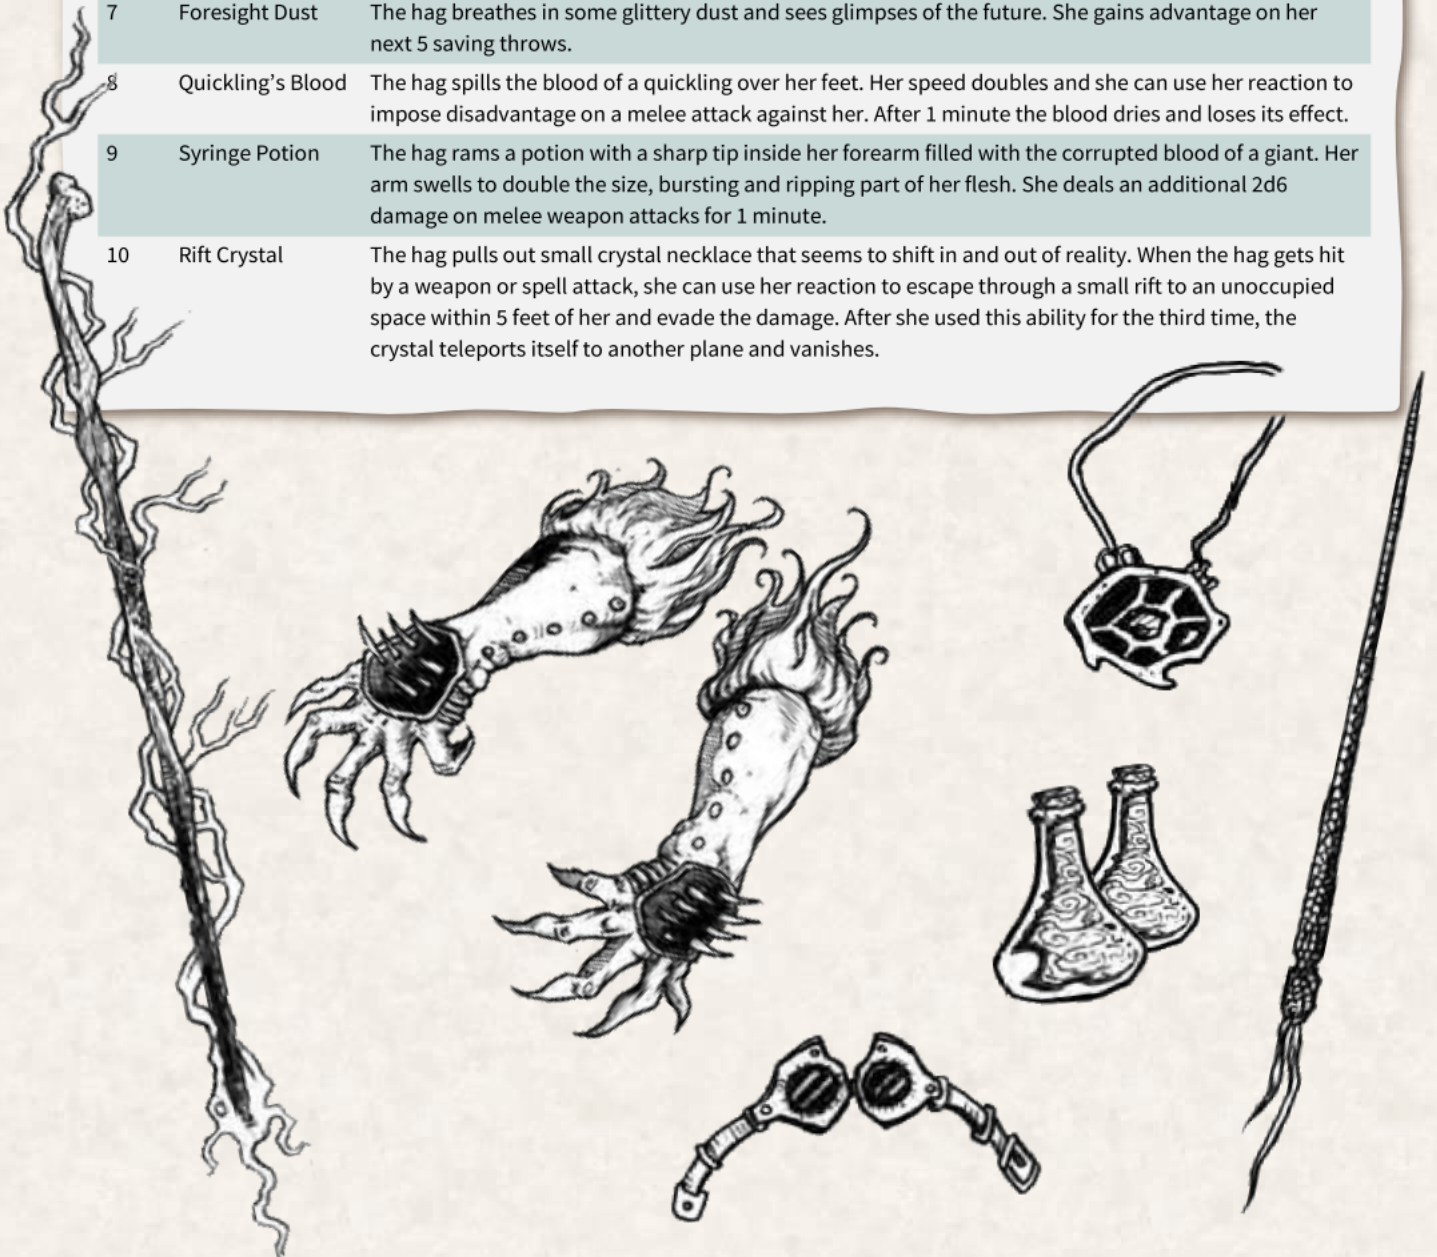 7 Foresight Dust The hag breathes in some glittery dust and sees glimpses of the future. She gains advantage on her
next 5 saving throws.
8 Quickling’s Blood The hag spills the blood of a quickling over her feet. Her speed doubles and she can use her reaction to
impose disadvantage on a melee attack against her. After 1 minute the blood dries and loses its effect.
9 Syringe Potion The hag rams a potion with a sharp tip inside her forearm filled with the corrupted blood of a giant. Her
arm swells to double the size, bursting and ripping part of her flesh. She deals an additional 2d6
damage on melee weapon attacks for 1 minute.
10 Rift Crystal The hag pulls out small crystal necklace that seems to shift in and out of reality. When the hag gets hit
by a weapon or spell attack, she can use her reaction to escape through a small rift to an unoccupied
space within 5 feet of her and evade the damage. After she used this ability for the third time, the
crystal teleports itself to another plane and vanishes.